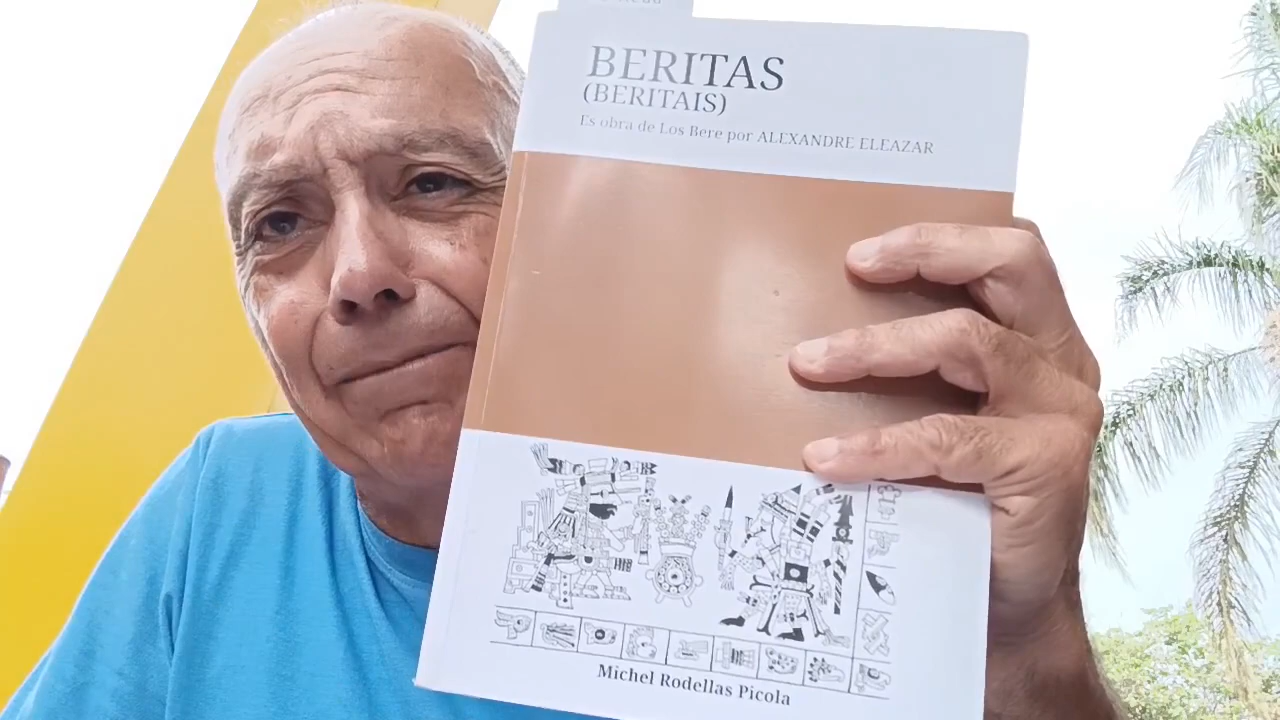 BERITAS
(BERITAIS)
Es obra de Los Bere por ALEXANDRE ELEAZAR
Michel Rodellas Picola